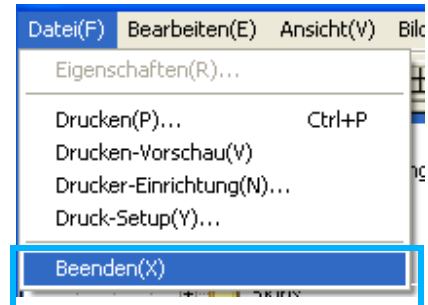 Datei(F) Bearbeiten(E) Ansicht(V)
Eigenschaften(R)...
Drucken(P)... Ctrl+P
Drucken-Vorschau(V)
Drucker-Einrichtung(N)...
Druck-Setup(Y)...
Beenden(X)